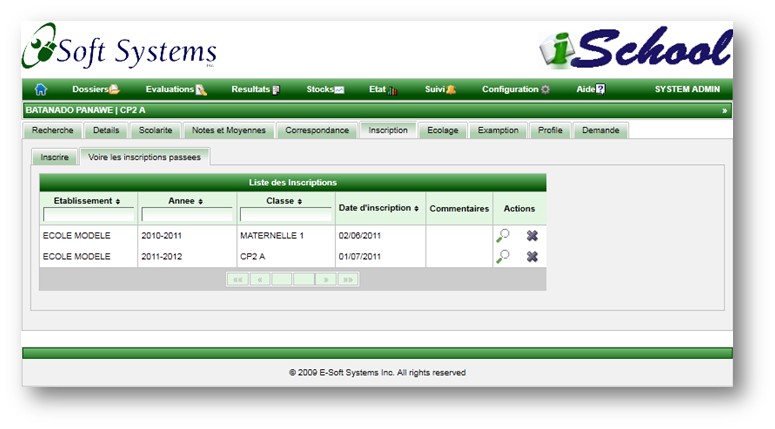 Soft Systems Inc.
iSchool
Dossiers Evaluations Resultats Stocks Etat Suivi Configuration Aide SYSTEM ADMIN
BATANADO PANAWE | CP2 A »
Recherche Details Scolarite Notes et Moyennes Correspondance Inscription Ecolage Examption Profile Demande
Inscrire Voire les inscriptions passees
Liste des Inscriptions
Etablissement Annee Classe Date d'inscription Commentaires Actions
ECOLE MODELE 2010-2011 MATERNELLE 1 02/06/2011
ECOLE MODELE 2011-2012 CP2 A 01/07/2011
«« « » »»
© 2009 E-Soft Systems Inc. All rights reserved